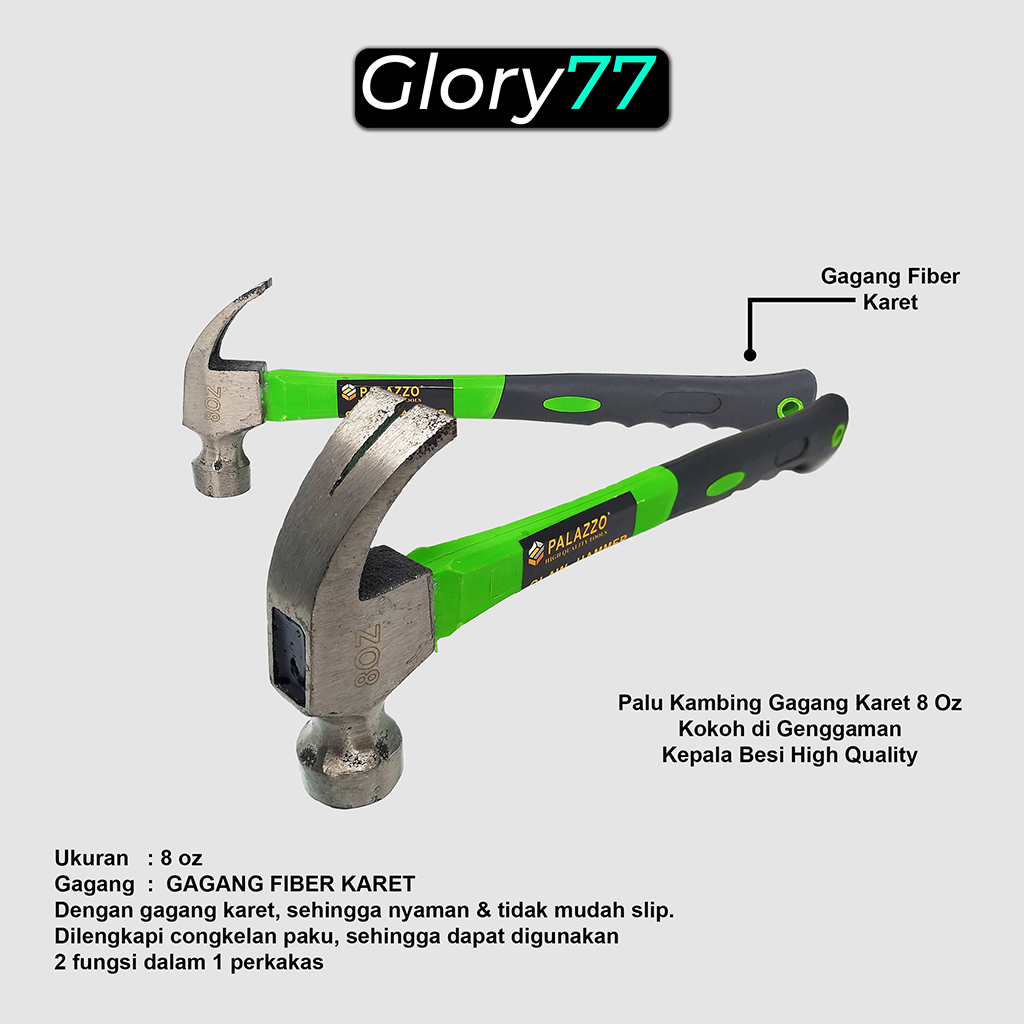 Glory77
Gagang Fiber
Karet
PALAZZO
8OZ
PALAZZO
HIGH QUALITY TOOLS
CLAW HAMMER
8OZ
Palu Kambing Gagang Karet 8 Oz
Kokoh di Genggaman
Kepala Besi High Quality
Ukuran : 8 oz
Gagang : GAGANG FIBER KARET
Dengan gagang karet, sehingga nyaman & tidak mudah slip.
Dilengkapi congkelan paku, sehingga dapat digunakan
2 fungsi dalam 1 perkakas